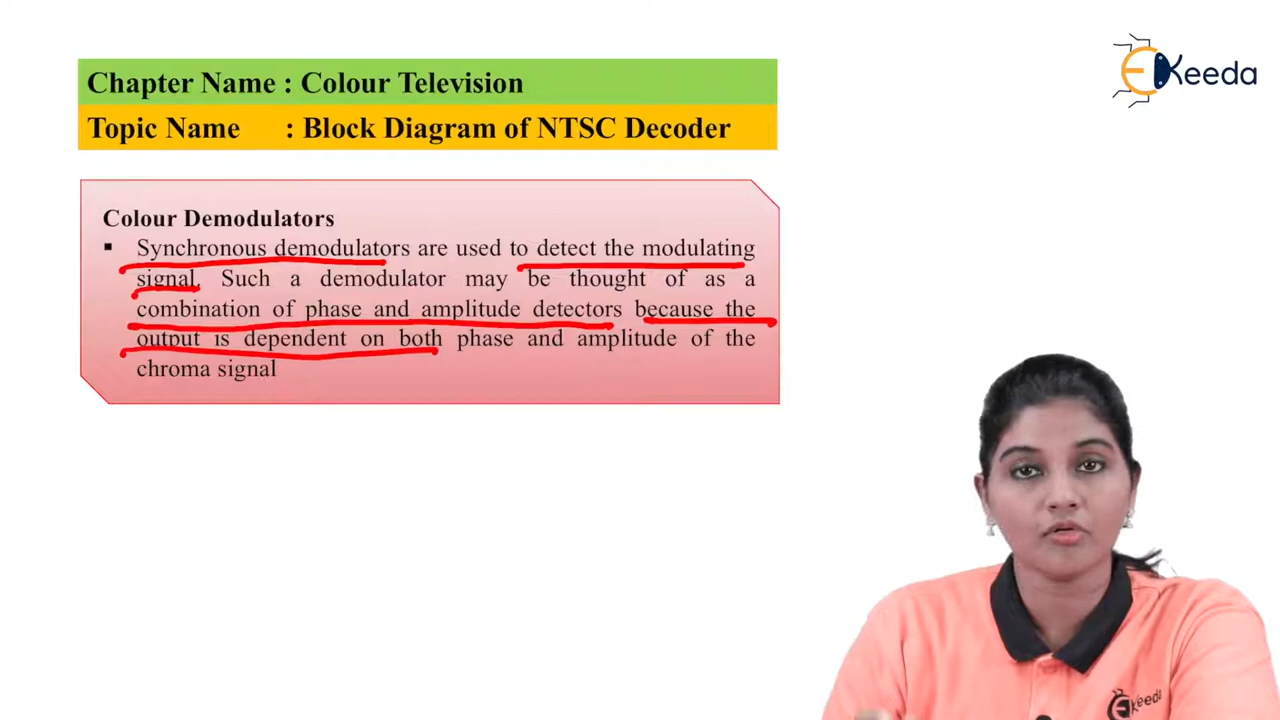 Chapter Name : Colour Television
Topic Name : Block Diagram of NTSC Decoder
Keeda
Colour Demodulators
▪ Synchronous demodulators are used to detect the modulating
signal. Such a demodulator may be thought of as a
combination of phase and amplitude detectors because the
output is dependent on both phase and amplitude of the
chroma signal
Keeda